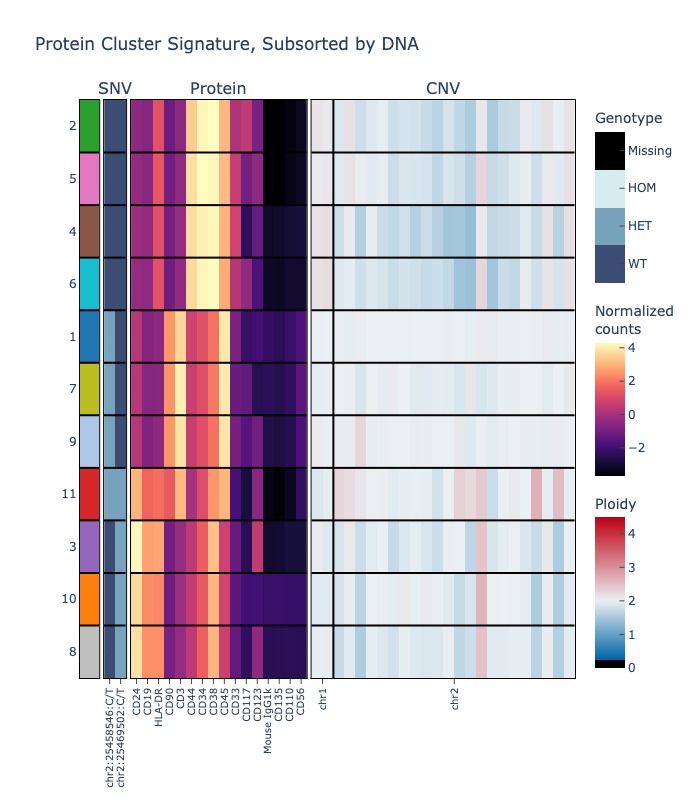 Protein Cluster Signature, Subsorted by DNA
SNV
Protein
CNV
2
5
4
6
1
7
9
11
3
10
8
chr2:25458546:C/T
chr2:25469502:C/T
CD24
CD19
HLA-DR
CD90
CD3
CD44
CD34
CD38
CD45
CD33
CD117
CD123
Mouse IgG1k
CD135
CD110
CD56
chr1
chr2
Genotype
Missing
HOM
HET
WT
Normalized
counts
4
2
0
−2
Ploidy
4
3
2
1
0